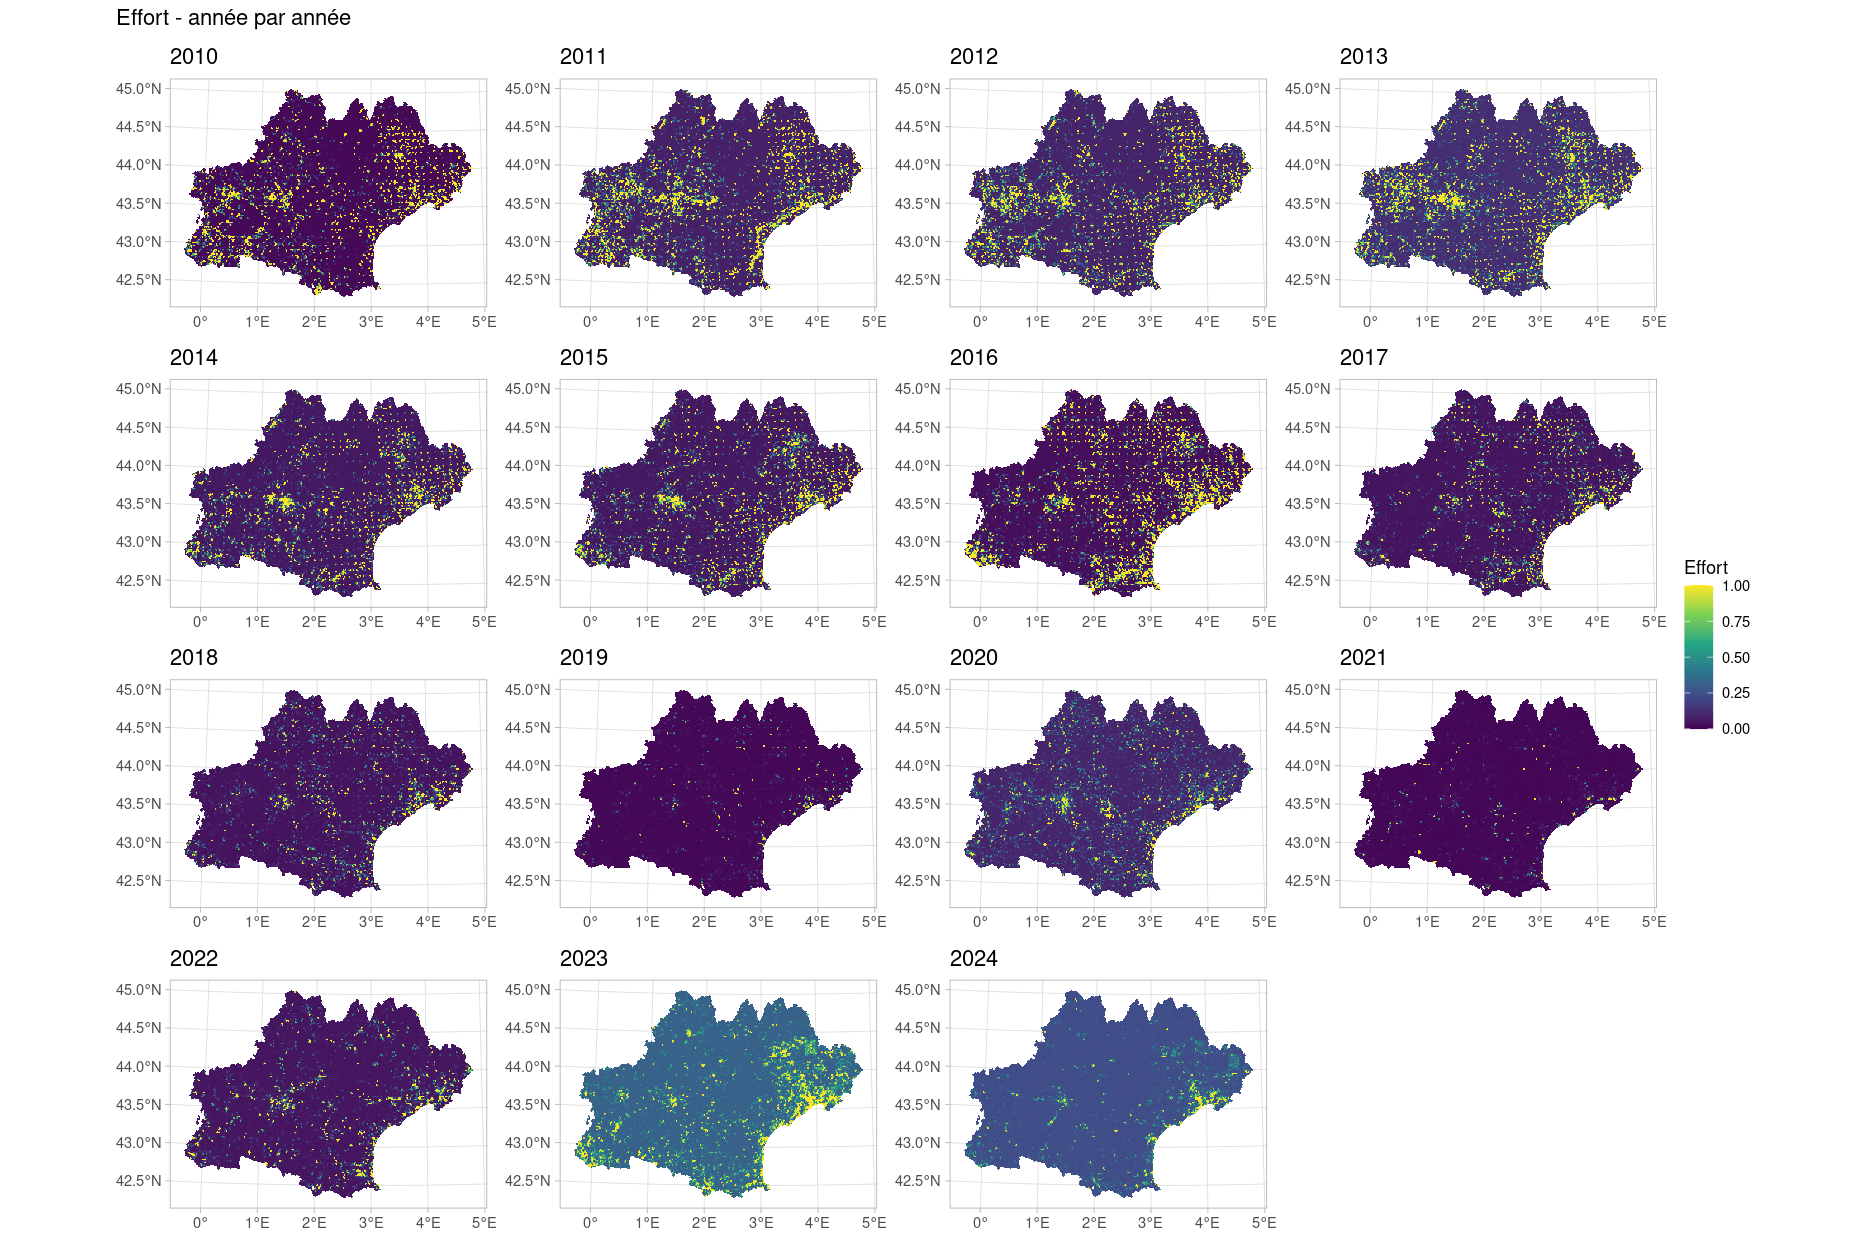 Effort - année par année
2010 2011 2012 2013
45.0°N 45.0°N 45.0°N 45.0°N
44.5°N 44.5°N 44.5°N 44.5°N
44.0°N 44.0°N 44.0°N 44.0°N
43.5°N 43.5°N 43.5°N 43.5°N
43.0°N 43.0°N 43.0°N 43.0°N
42.5°N 42.5°N 42.5°N 42.5°N
0° 1°E 2°E 3°E 4°E 5°E 0° 1°E 2°E 3°E 4°E 5°E 0° 1°E 2°E 3°E 4°E 5°E 0° 1°E 2°E 3°E 4°E 5°E
2014 2015 2016 2017
45.0°N 45.0°N 45.0°N 45.0°N
44.5°N 44.5°N 44.5°N 44.5°N
44.0°N 44.0°N 44.0°N 44.0°N
43.5°N 43.5°N 43.5°N 43.5°N
43.0°N 43.0°N 43.0°N 43.0°N
42.5°N 42.5°N 42.5°N 42.5°N
0° 1°E 2°E 3°E 4°E 5°E 0° 1°E 2°E 3°E 4°E 5°E 0° 1°E 2°E 3°E 4°E 5°E 0° 1°E 2°E 3°E 4°E 5°E
2018 2019 2020 2021
45.0°N 45.0°N 45.0°N 45.0°N
44.5°N 44.5°N 44.5°N 44.5°N
44.0°N 44.0°N 44.0°N 44.0°N
43.5°N 43.5°N 43.5°N 43.5°N
43.0°N 43.0°N 43.0°N 43.0°N
42.5°N 42.5°N 42.5°N 42.5°N
0° 1°E 2°E 3°E 4°E 5°E 0° 1°E 2°E 3°E 4°E 5°E 0° 1°E 2°E 3°E 4°E 5°E 0° 1°E 2°E 3°E 4°E 5°E
2022 2023 2024
45.0°N 45.0°N 45.0°N
44.5°N 44.5°N 44.5°N
44.0°N 44.0°N 44.0°N
43.5°N 43.5°N 43.5°N
43.0°N 43.0°N 43.0°N
42.5°N 42.5°N 42.5°N
0° 1°E 2°E 3°E 4°E 5°E 0° 1°E 2°E 3°E 4°E 5°E 0° 1°E 2°E 3°E 4°E 5°E
Effort
1.00
0.75
0.50
0.25
0.00